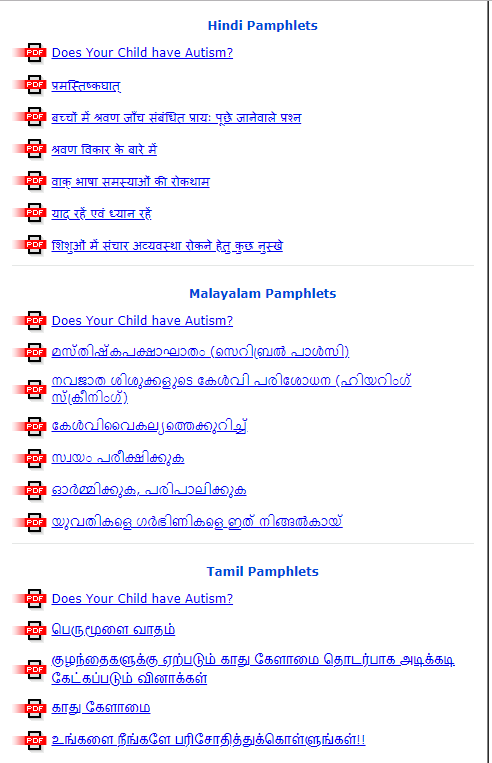 Hindi Pamphlets
PDF Does Your Child have Autism?
PDF प्रमस्तिष्कघात्
PDF बच्चों में श्रवण जाँच संबंधित प्रायः पूछे जानेवाले प्रश्न
PDF श्रवण विकार के बारे में
PDF वाक् भाषा समस्याओं की रोकथाम
PDF याद रहें एवं ध्यान रहें
PDF शिशुओं में संचार अव्यवस्था रोकने हेतु कुछ नुस्खे
Malayalam Pamphlets
PDF Does Your Child have Autism?
PDF മസ്തിഷ്കപക്ഷാഘാതം (സെറിബ്രൽ പാൾസി)
PDF നവജാത ശിശുക്കളുടെ കേൾവി പരിശോധന (ഹിയറിംഗ്
സ്ക്രീനിംഗ്)
PDF കേൾവിവൈകല്യത്തെക്കുറിച്ച്
PDF സ്വയം പരീക്ഷിക്കുക
PDF ഓർമ്മിക്കുക, പരിപാലിക്കുക
PDF യുവതികളെ ഗർഭിണികളെ ഇത് നിങ്ങൽകായ്
Tamil Pamphlets
PDF Does Your Child have Autism?
PDF பெருமூளை வாதம்
PDF குழந்தைகளுக்கு ஏற்படும் காது கேளாமை தொடர்பாக அடிக்கடி
கேட்கப்படும் வினாக்கள்
PDF காது கேளாமை
PDF உங்களை நீங்களே பரிசோதித்துக்கொள்ளுங்கள்!!